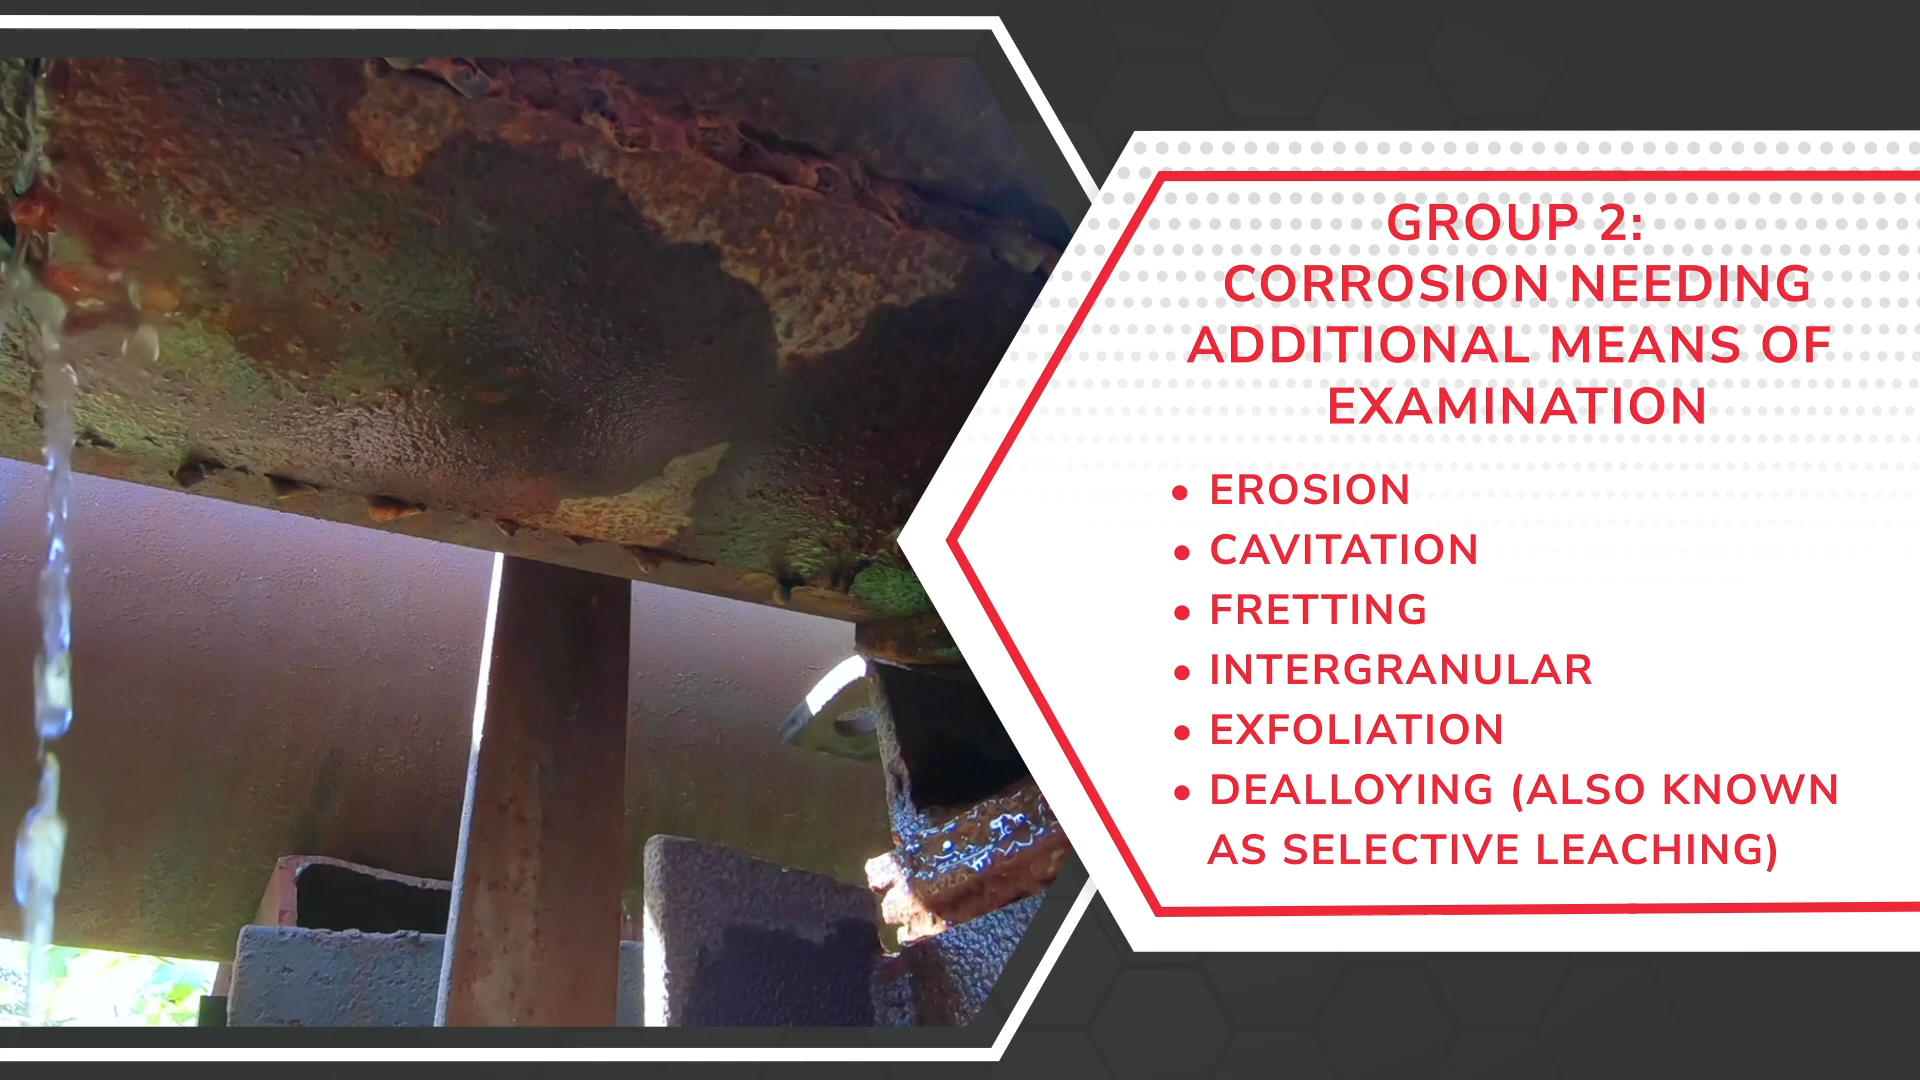 GROUP 2:
CORROSION NEEDING
ADDITIONAL MEANS OF
EXAMINATION
• EROSION
• CAVITATION
• FRETTING
• INTERGRANULAR
• EXFOLIATION
• DEALLOYING (ALSO KNOWN
AS SELECTIVE LEACHING)